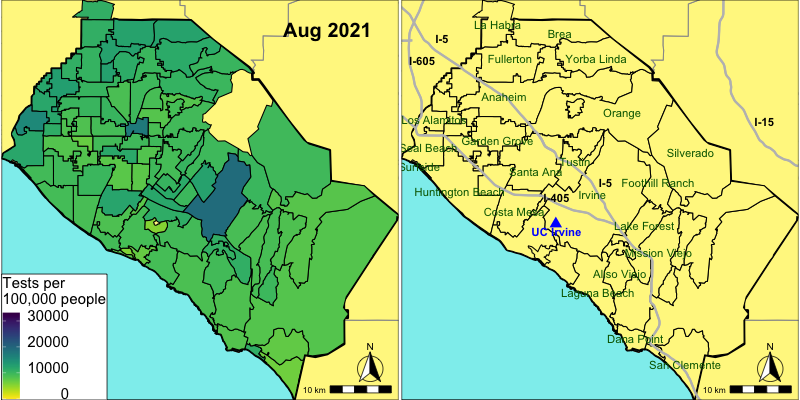 Aug 2021
Tests per
100,000 people
30000
20000
10000
0
N
10 km
La Habra
I-5
Brea
I-605
Fullerton
Yorba Linda
Anaheim
Orange
Los Alamitos
I-15
Garden Grove
Seal Beach
Silverado
Tustin
Sunside
Santa Ana
I-5
Foothill Ranch
Huntington Beach
I-405
Irvine
Costa Mesa
UC Irvine
Lake Forest
Mission Viejo
Aliso Viejo
Laguna Beach
Dana Point
San Clemente
N
10 km